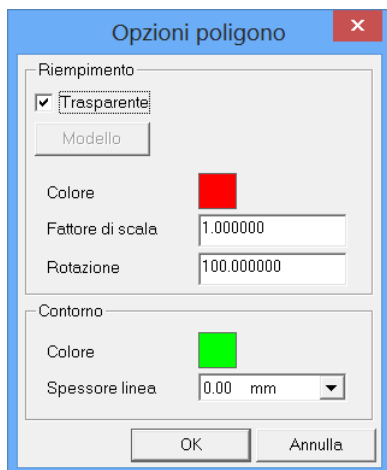 Opzioni poligono
Riempimento
Trasparente
Modello
Colore
Fattore di scala 1.000000
Rotazione 100.000000
Contorno
Colore
Spessore linea 0.00 mm
OK Annulla